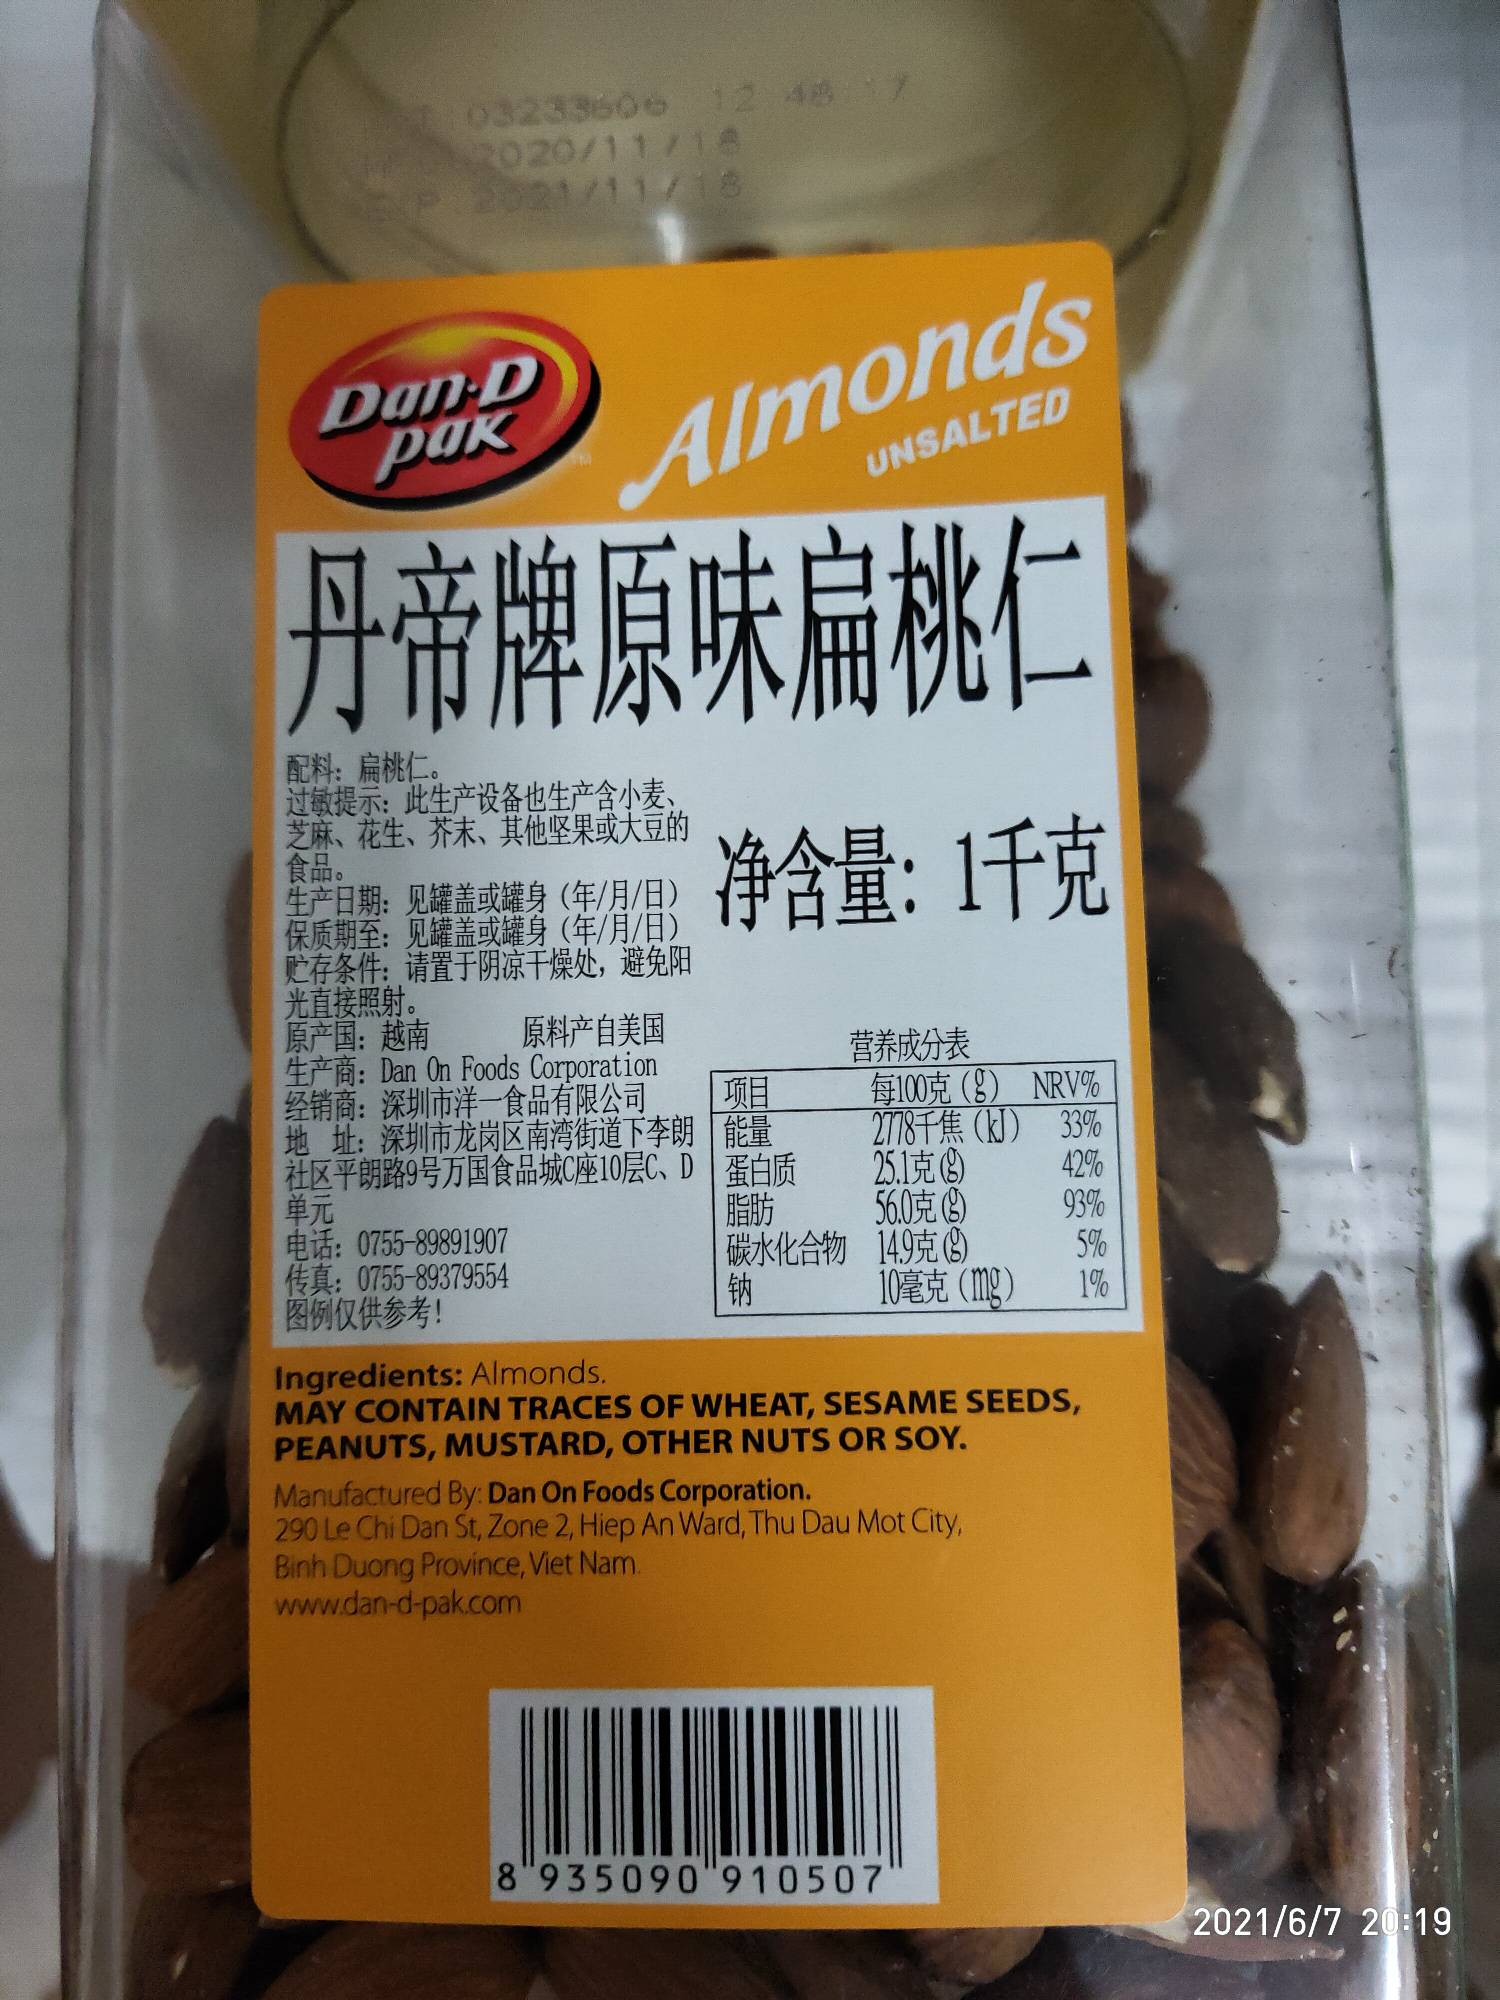 03233606 12 48 17
2020/11/18
2021/11/18
Dan·D
pak
™
Almonds
UNSALTED
丹帝牌原味扁桃仁
配料：扁桃仁。
过敏提示：此生产设备也生产含小麦、
芝麻、花生、芥末、其他坚果或大豆的
食品。
生产日期：见罐盖或罐身（年/月/日）
保质期至：见罐盖或罐身（年/月/日）
贮存条件：请置于阴凉干燥处，避免阳
光直接照射。
原产国：越南 原料产自美国
生产商：Dan On Foods Corporation
经销商：深圳市洋一食品有限公司
地 址：深圳市龙岗区南湾街道下李朗
社区平朗路9号万国食品城C座10层C、D
单元
电话：0755-89891907
传真：0755-89379554
图例仅供参考！
净含量：1千克
营养成分表
项目 每100克（g） NRV%
能量 2778千焦（kJ） 33%
蛋白质 25.1克(g) 42%
脂肪 56.0克(g) 93%
碳水化合物 14.9克(g) 5%
钠 10毫克（mg） 1%
Ingredients: Almonds.
MAY CONTAIN TRACES OF WHEAT, SESAME SEEDS,
PEANUTS, MUSTARD, OTHER NUTS OR SOY.
Manufactured By: Dan On Foods Corporation.
290 Le Chi Dan St, Zone 2, Hiep An Ward, Thu Dau Mot City,
Binh Duong Province, Viet Nam.
www.dan-d-pak.com
8 935090 910507
2021/6/7 20:19